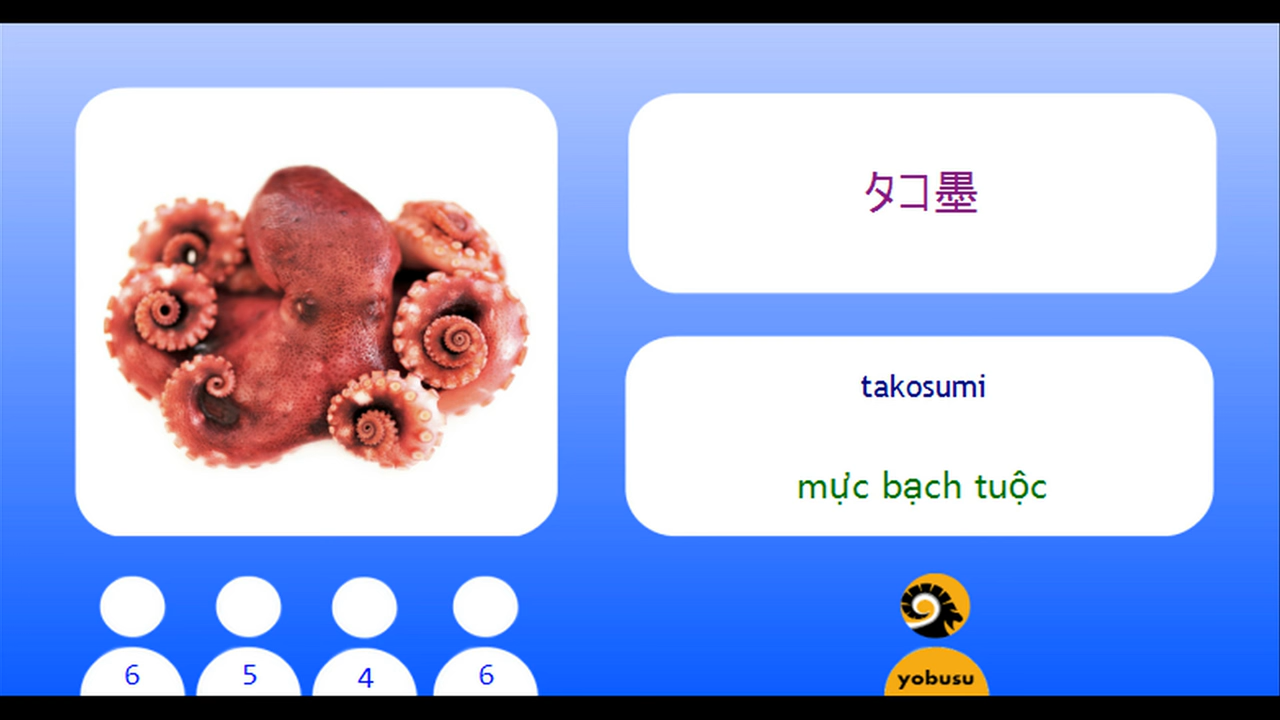 タコ墨
takosumi
mực bạch tuộc
6 5 4 6
yobusu